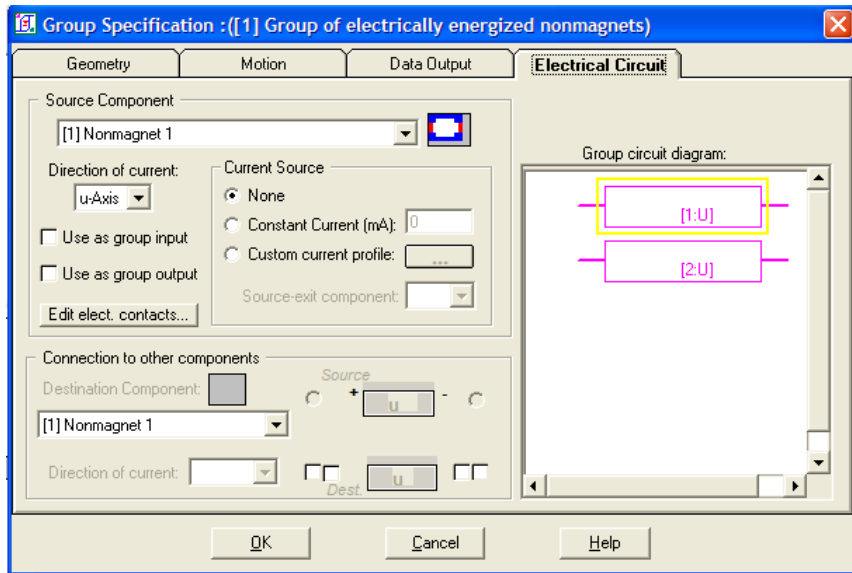 Group Specification :([1] Group of electrically energized nonmagnets)
Geometry
Motion
Data Output
Electrical Circuit
Source Component
[1] Nonmagnet 1
Direction of current:
u-Axis
Use as group input
Use as group output
Edit elect. contacts...
Current Source
None
Constant Current (mA):
0
Custom current profile:
...
Source-exit component:
Group circuit diagram:
[1:U]
[2:U]
Connection to other components
Destination Component:
[1] Nonmagnet 1
Direction of current:
Source
+
u
-
Dest.
u
OK
Cancel
Help